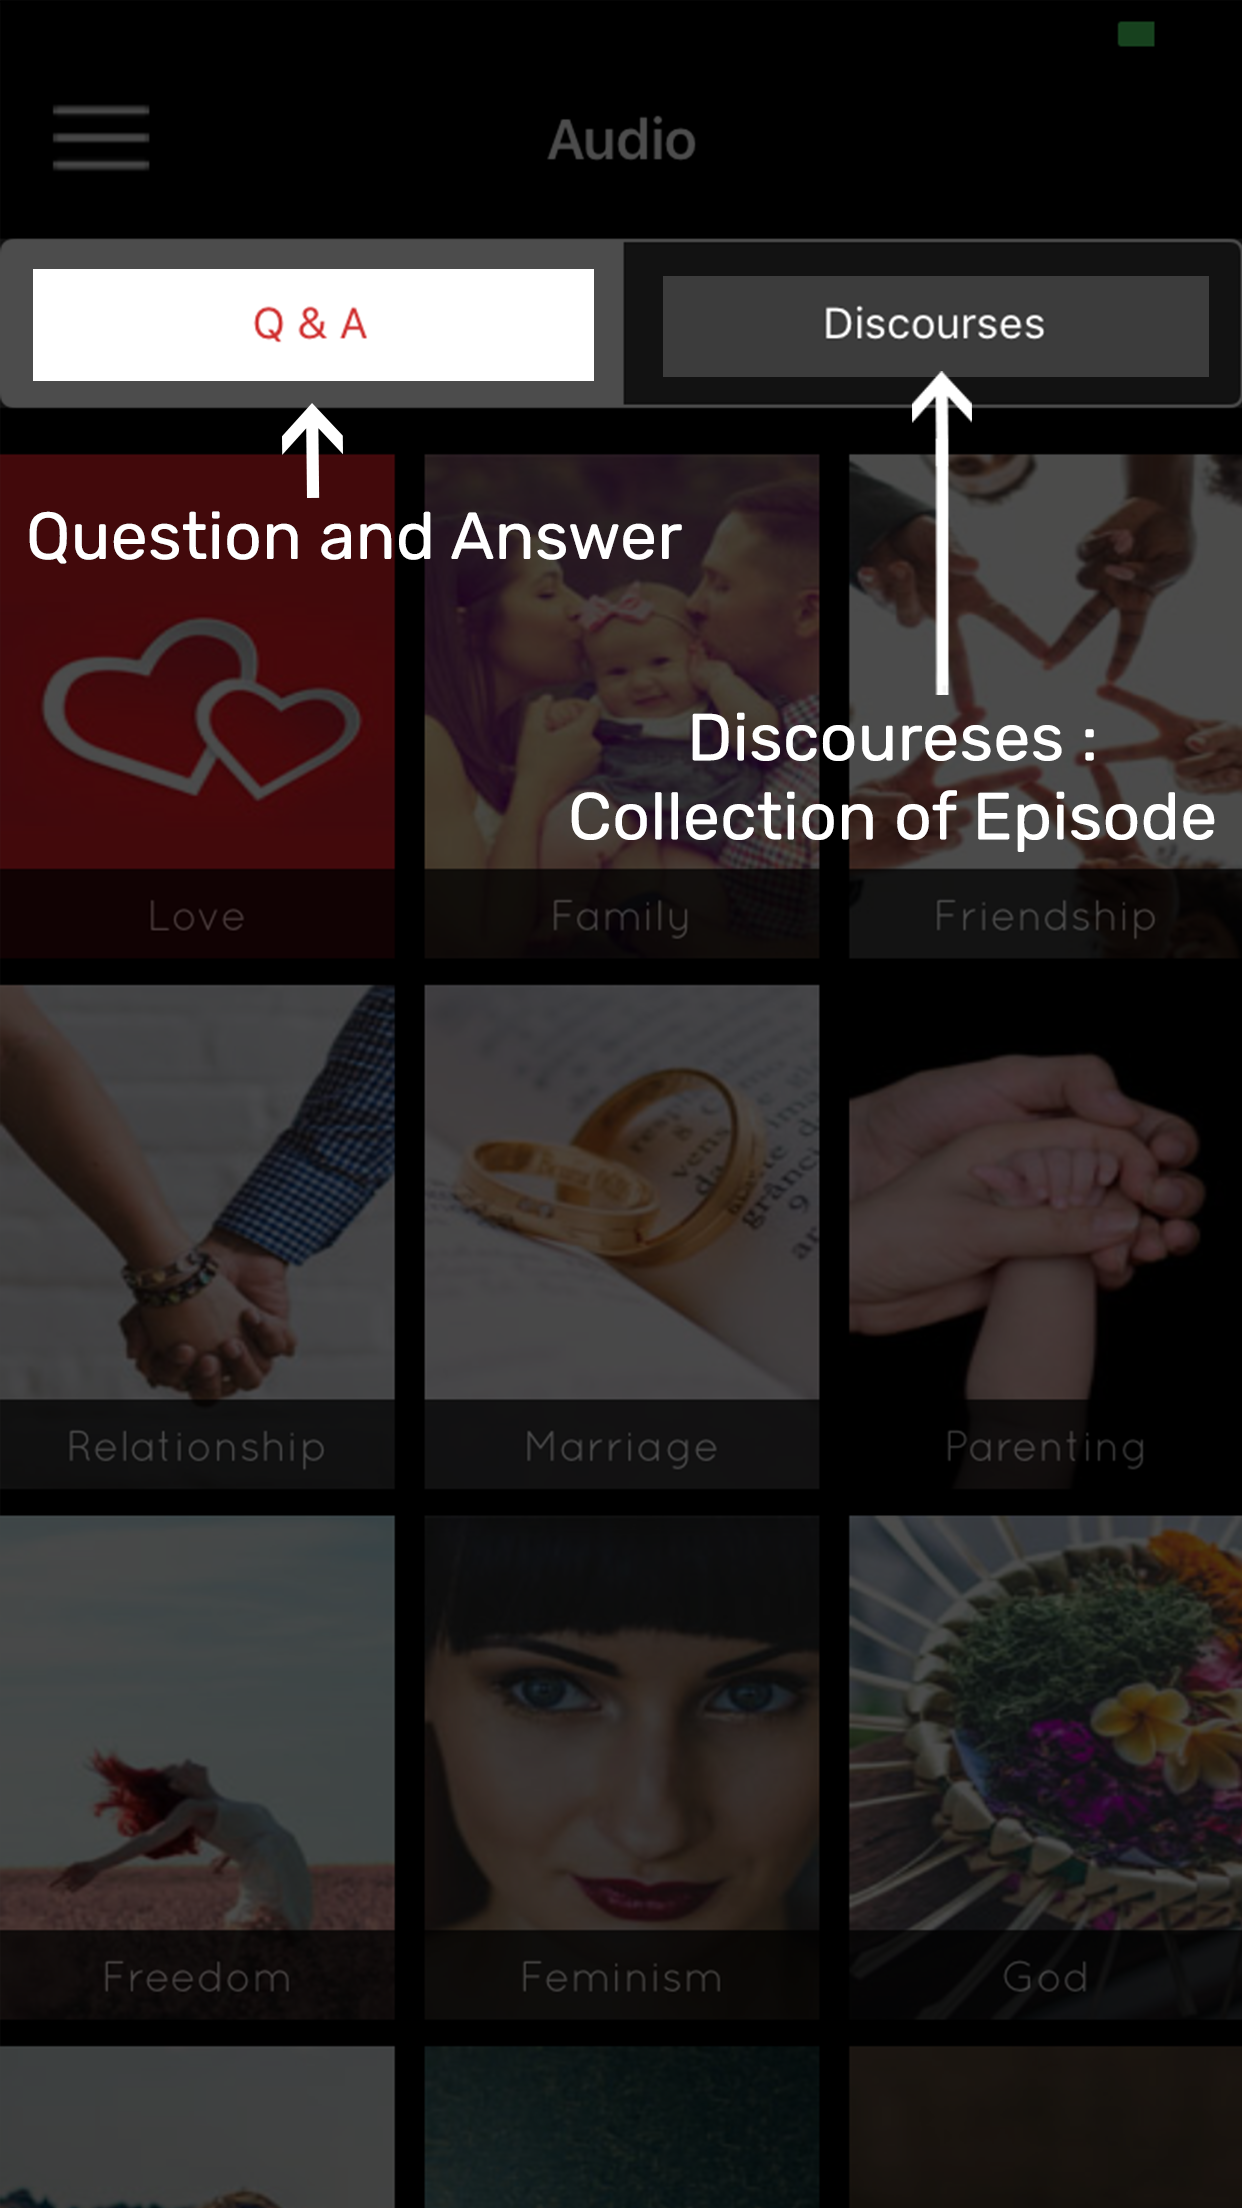 Audio
Q & A
Discourses
Question and Answer
Discoureses :
Collection of Episode
Love
Family
Friendship
Relationship
Marriage
Parenting
Freedom
Feminism
God